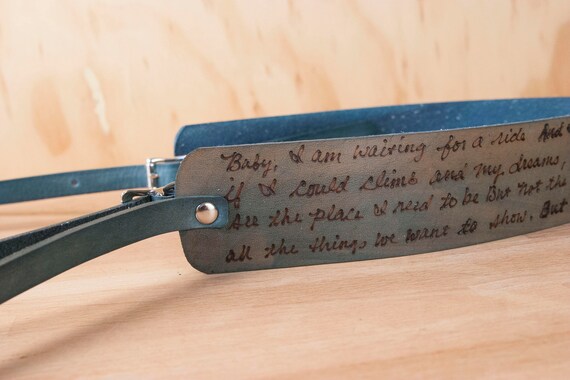 Baby, I am waiting for a ride And
if I could climb and my dreams,
see the place I need to be But not the
all the things we want to show. But